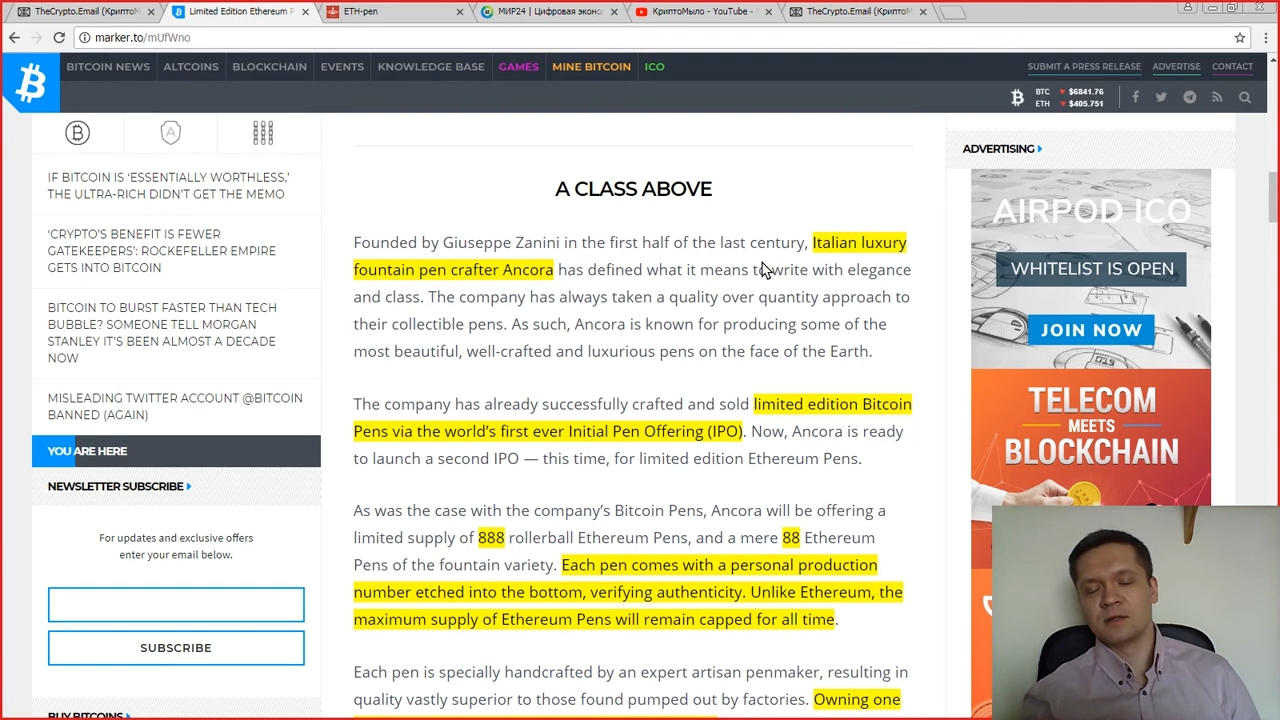 TheCrypto.Email (КриптоМ
Limited Edition Ethereum P
ETH-pen
МИР24 | Цифровая эконо
КриптоМыло - YouTube -
TheCrypto.Email (КриптоМ
marker.to/mUfWno
BITCOIN NEWS
ALTCOINS
BLOCKCHAIN
EVENTS
KNOWLEDGE BASE
GAMES
MINE BITCOIN
ICO
SUBMIT A PRESS RELEASE
ADVERTISE
CONTACT
BTC $6841.76
ETH $405.751
IF BITCOIN IS ‘ESSENTIALLY WORTHLESS,’
THE ULTRA-RICH DIDN’T GET THE MEMO
‘CRYPTO’S BENEFIT IS FEWER
GATEKEEPERS’: ROCKEFELLER EMPIRE
GETS INTO BITCOIN
BITCOIN TO BURST FASTER THAN TECH
BUBBLE? SOMEONE TELL MORGAN
STANLEY IT’S BEEN ALMOST A DECADE
NOW
MISLEADING TWITTER ACCOUNT @BITCOIN
BANNED (AGAIN)
YOU ARE HERE
NEWSLETTER SUBSCRIBE
For updates and exclusive offers
enter your email below.
SUBSCRIBE
BUY BITCOINS
A CLASS ABOVE
Founded by Giuseppe Zanini in the first half of the last century, Italian luxury
fountain pen crafter Ancora has defined what it means to write with elegance
and class. The company has always taken a quality over quantity approach to
their collectible pens. As such, Ancora is known for producing some of the
most beautiful, well-crafted and luxurious pens on the face of the Earth.
The company has already successfully crafted and sold limited edition Bitcoin
Pens via the world’s first ever Initial Pen Offering (IPO). Now, Ancora is ready
to launch a second IPO — this time, for limited edition Ethereum Pens.
As was the case with the company’s Bitcoin Pens, Ancora will be offering a
limited supply of 888 rollerball Ethereum Pens, and a mere 88 Ethereum
Pens of the fountain variety. Each pen comes with a personal production
number etched into the bottom, verifying authenticity. Unlike Ethereum, the
maximum supply of Ethereum Pens will remain capped for all time.
Each pen is specially handcrafted by an expert artisan penmaker, resulting in
quality vastly superior to those found pumped out by factories. Owning one
ADVERTISING
AIRPOD ICO
WHITELIST IS OPEN
JOIN NOW
TELECOM
MEETS
BLOCKCHAIN